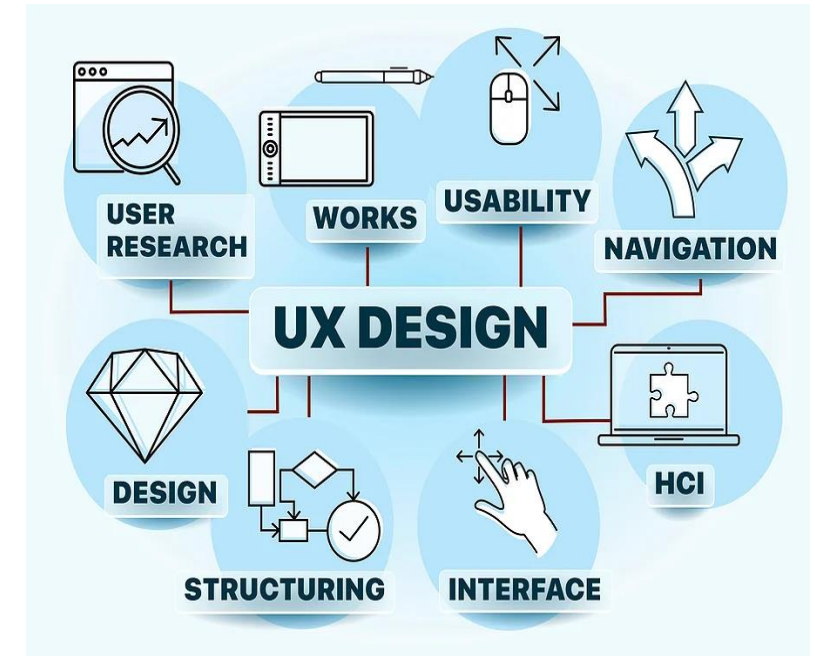 USER
RESEARCH
WORKS
USABILITY
NAVIGATION
UX DESIGN
DESIGN
HCI
STRUCTURING
INTERFACE